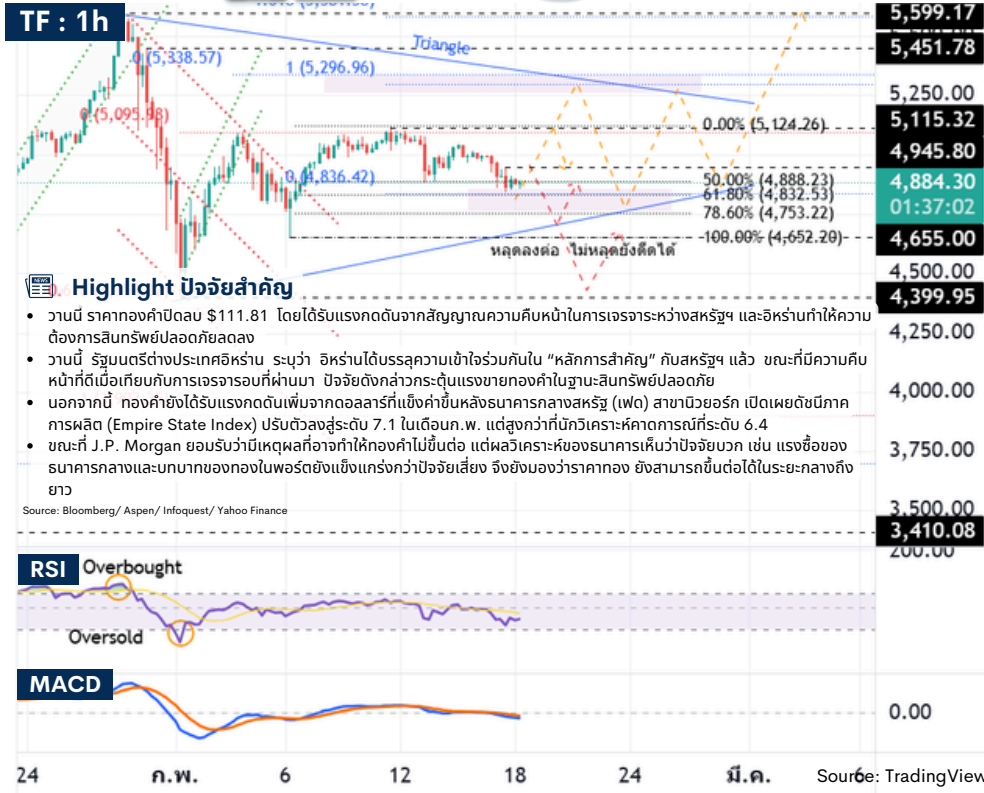 TF : 1h
5,599.17
Triangle
5,451.78
0 (5,338.57)
1 (5,296.96)
5,250.00
0 (5,095.98)
0.00% (5,124.26)
5,115.32
4,945.80
0 (4,836.42)
50.00% (4,888.23)
4,884.30
61.80% (4,832.53)
01:37:02
78.60% (4,753.22)
100.00% (4,652.20)
4,655.00
หลุดลงต่อ ไม่หลุดยังดีดได้
4,500.00
Highlight ปัจจัยสำคัญ
4,399.95
• วานนี้ ราคาทองคำปิดลบ $111.81 โดยได้รับแรงกดดันจากสัญญาณความคืบหน้าในการเจรจาระหว่างสหรัฐฯ และอิหร่านทำให้ความ
ต้องการสินทรัพย์ปลอดภัยลดลง
4,250.00
• วานนี้ รัฐมนตรีต่างประเทศอิหร่าน ระบุว่า อิหร่านได้บรรลุความเข้าใจร่วมกันใน “หลักการสำคัญ” กับสหรัฐฯ แล้ว ขณะที่มีความคืบ
หน้าที่ดีเมื่อเทียบกับการเจรจารอบที่ผ่านมา ปัจจัยดังกล่าวกระตุ้นแรงขายทองคำในฐานะสินทรัพย์ปลอดภัย
4,000.00
• นอกจากนี้ ทองคำยังได้รับแรงกดดันเพิ่มจากดอลลาร์ที่แข็งค่าขึ้นหลังธนาคารกลางสหรัฐ (เฟด) สาขานิวยอร์ก เปิดเผยดัชนีภาค
การผลิต (Empire State Index) ปรับตัวลงสู่ระดับ 7.1 ในเดือนก.พ. แต่สูงกว่าที่นักวิเคราะห์คาดการณ์ที่ระดับ 6.4
• ขณะที่ J.P. Morgan ยอมรับว่ามีเหตุผลที่อาจทำให้ทองคำไม่ขึ้นต่อ แต่ผลวิเคราะห์ของธนาคารเห็นว่าปัจจัยบวก เช่น แรงซื้อของ
3,750.00
ธนาคารกลางและบทบาทของทองในพอร์ตยังแข็งแกร่งกว่าปัจจัยเสี่ยง จึงยังมองว่าราคาทอง ยังสามารถขึ้นต่อได้ในระยะกลางถึง
ยาว
Source: Bloomberg/ Aspen/ Infoquest/ Yahoo Finance
3,500.00
3,410.08
200.00
RSI
Overbought
Oversold
MACD
0.00
24 ก.พ. 6 12 18 24 มี.ค. 6
Source: TradingView